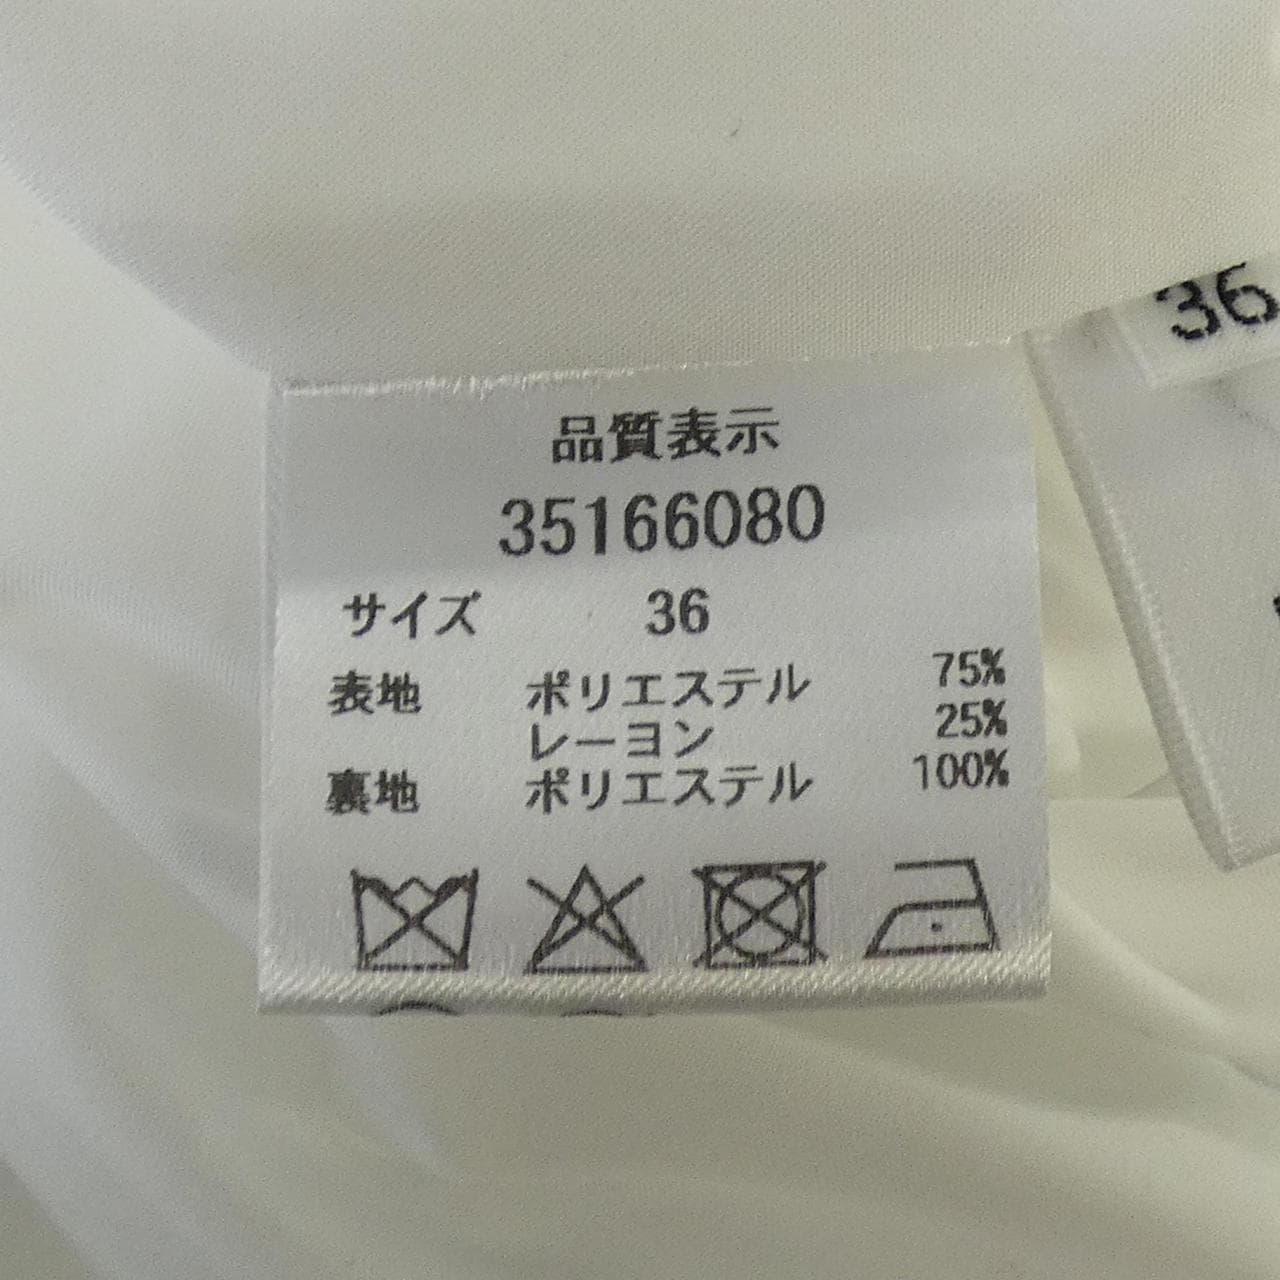 品質表示
35166080
サイズ 36
表地 ポリエステル 75%
レーヨン 25%
裏地 ポリエステル 100%
36